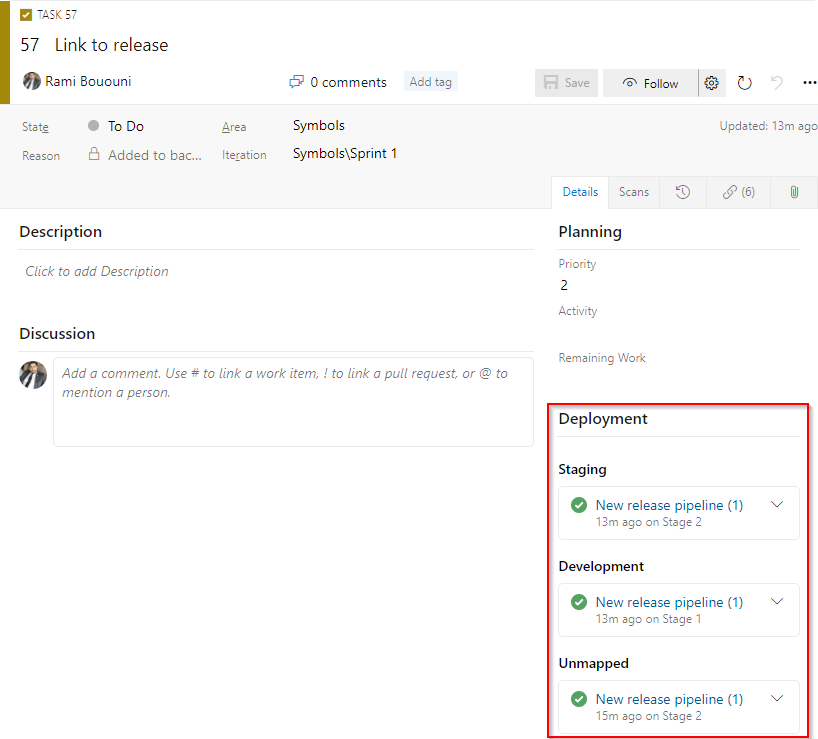 TASK 57
57 Link to release
Rami Bououni
0 comments
Add tag
Save
Follow
State
To Do
Area
Symbols
Updated: 13m ago
Reason
Added to bac...
Iteration
Symbols\Sprint 1
Details
Scans
(6)
Description
Click to add Description
Discussion
Add a comment. Use # to link a work item, ! to link a pull request, or @ to
mention a person.
Planning
Priority
2
Activity
Remaining Work
Deployment
Staging
New release pipeline (1)
13m ago on Stage 2
Development
New release pipeline (1)
13m ago on Stage 1
Unmapped
New release pipeline (1)
15m ago on Stage 2